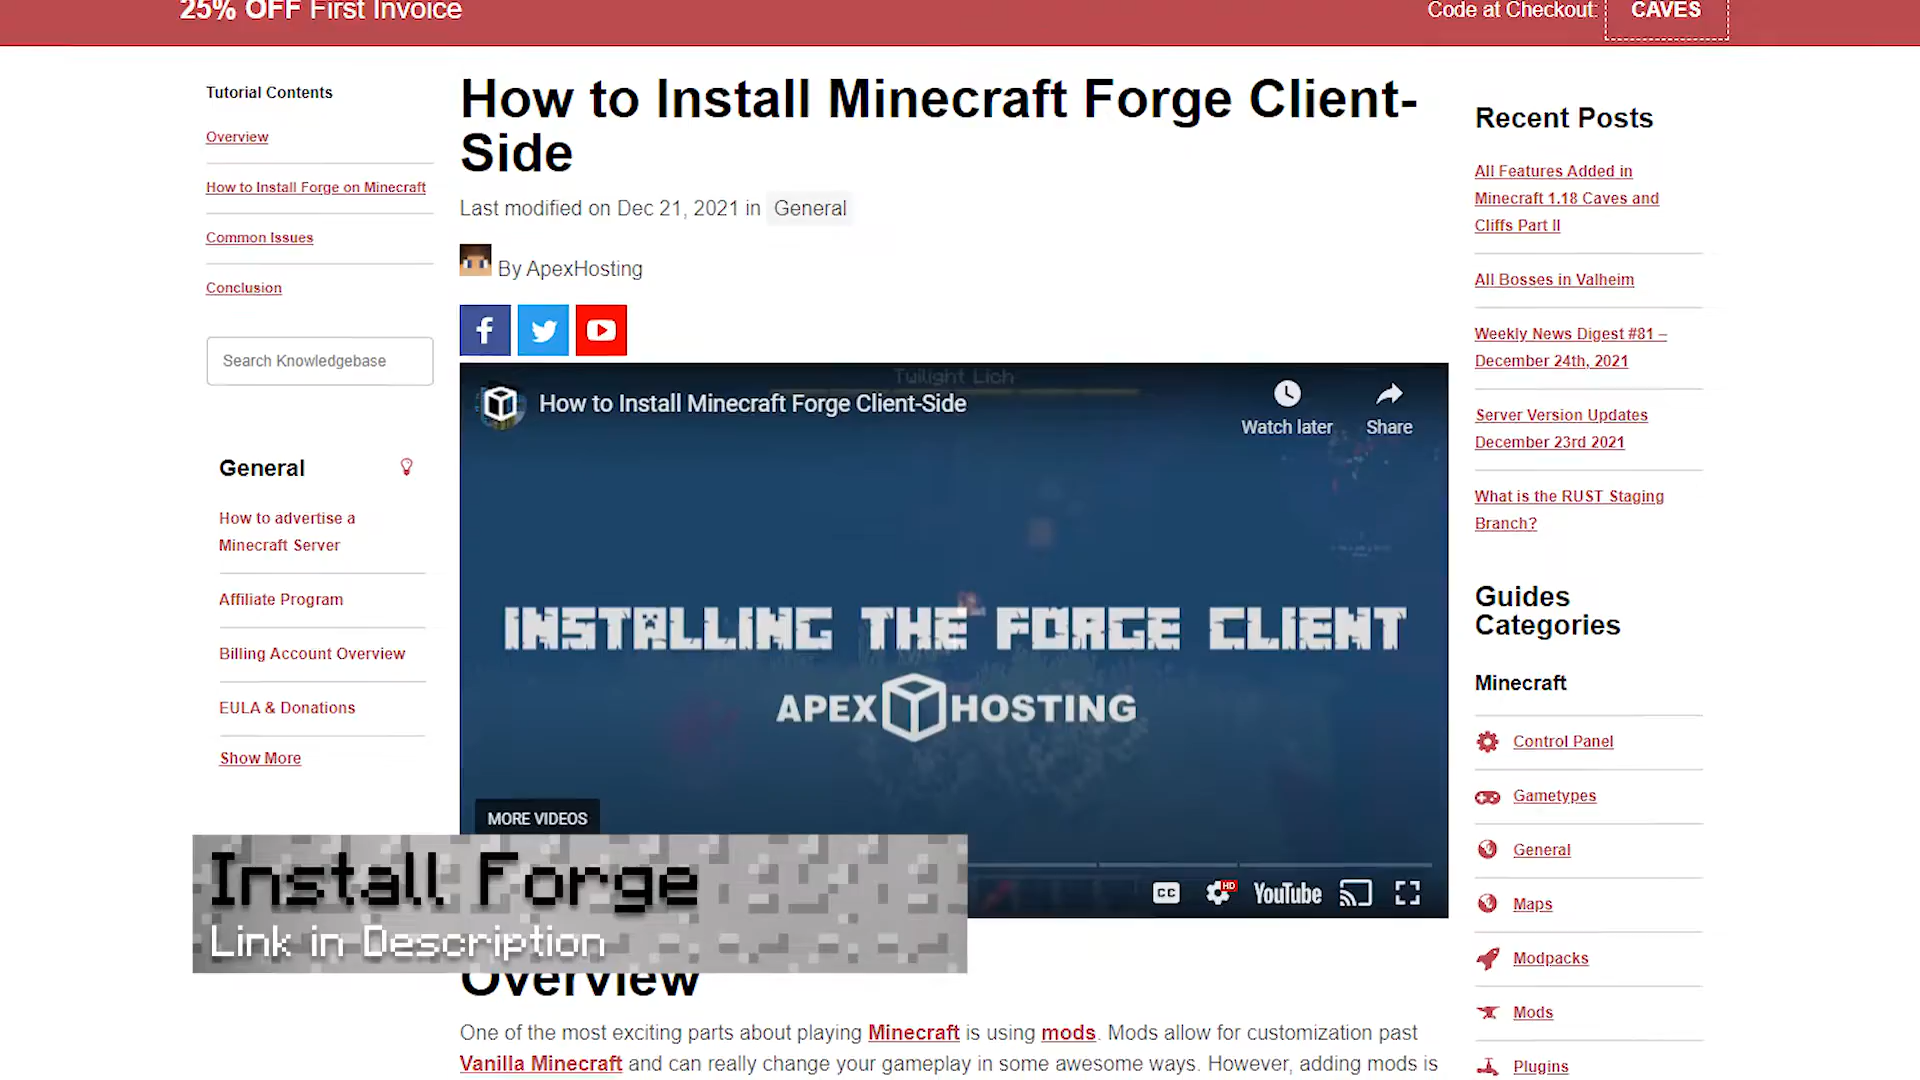 25% OFF First Invoice
Code at Checkout: CAVES
Tutorial Contents
Overview
How to Install Forge on Minecraft
Common Issues
Conclusion
Search Knowledgebase
General
How to advertise a
Minecraft Server
Affiliate Program
Billing Account Overview
EULA & Donations
Show More
How to Install Minecraft Forge Client-
Side
Last modified on Dec 21, 2021 in General
By ApexHosting
Twilight Lich
How to Install Minecraft Forge Client-Side
Watch later
Share
INSTALLING THE FORGE CLIENT
APEX HOSTING
MORE VIDEOS
CC
HD
YouTube
Install Forge
Link in Description
Overview
One of the most exciting parts about playing Minecraft is using mods. Mods allow for customization past
Vanilla Minecraft and can really change your gameplay in some awesome ways. However, adding mods is
Recent Posts
All Features Added in
Minecraft 1.18 Caves and
Cliffs Part II
All Bosses in Valheim
Weekly News Digest #81 –
December 24th, 2021
Server Version Updates
December 23rd 2021
What is the RUST Staging
Branch?
Guides
Categories
Minecraft
Control Panel
Gametypes
General
Maps
Modpacks
Mods
Plugins